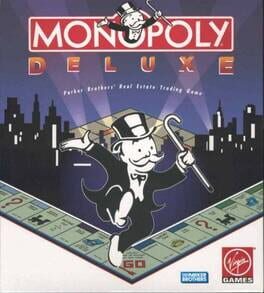 MONOPOLY
DELUXE
Parker Brothers' Real Estate Trading Game
GO
PARKER
BROTHERS
Virgin
GAMES